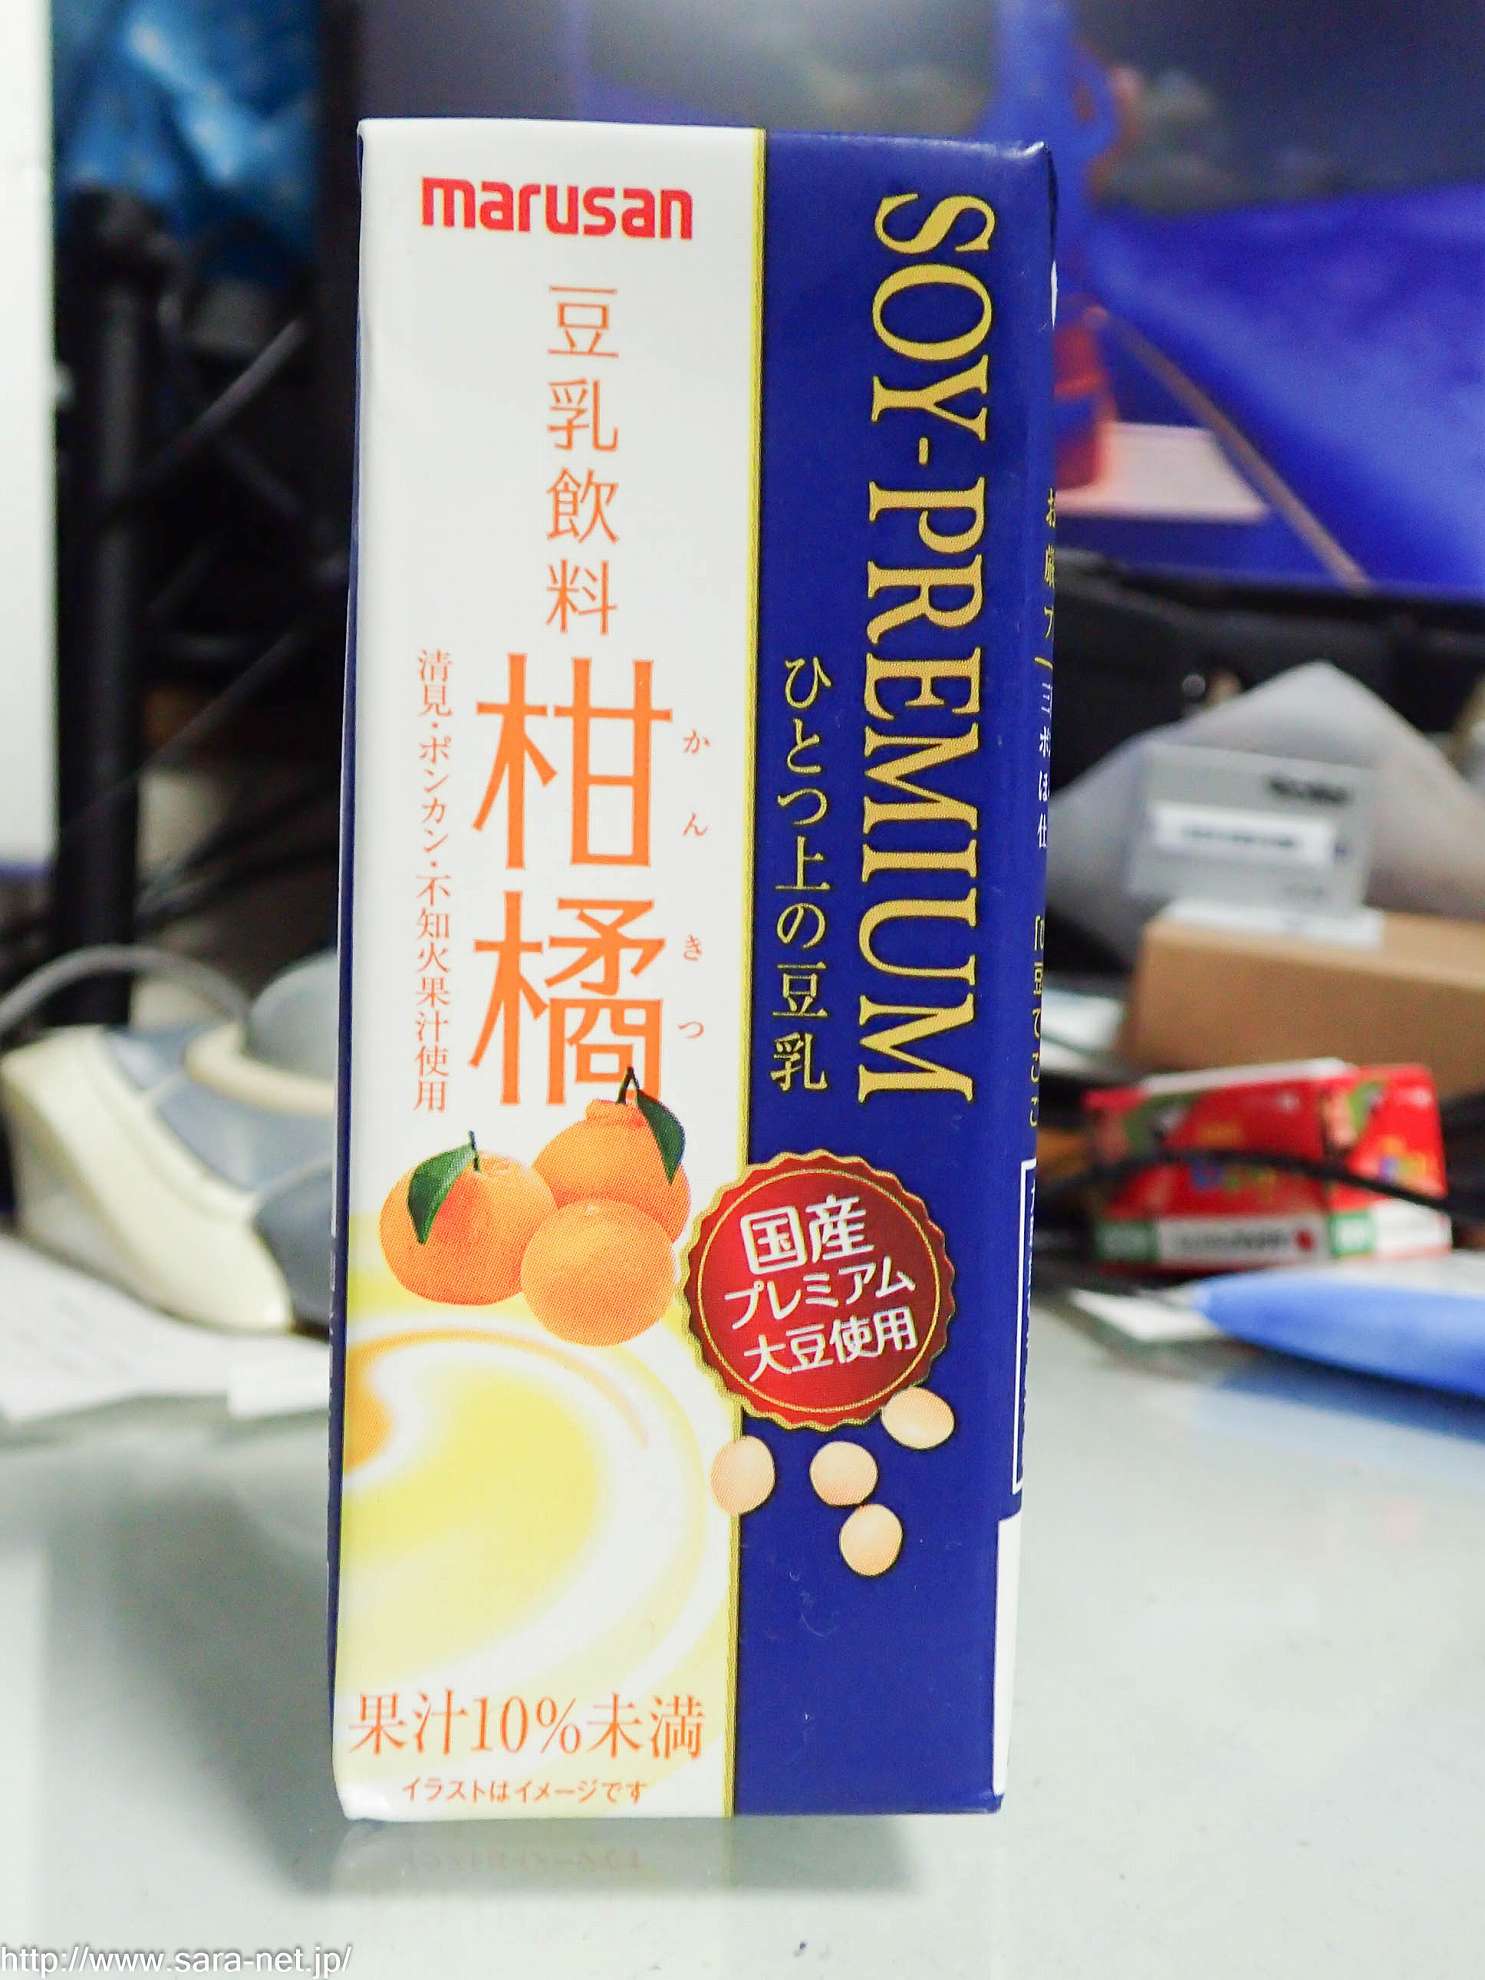 marusan
豆乳飲料
柑橘
かんきつ
清見・ポンカン・不知火果汁使用
SOY-PREMIUM
ひとつ上の豆乳
国産
プレミアム
大豆使用
果汁10%未満
イラストはイメージです
http://www.sara-net.jp/